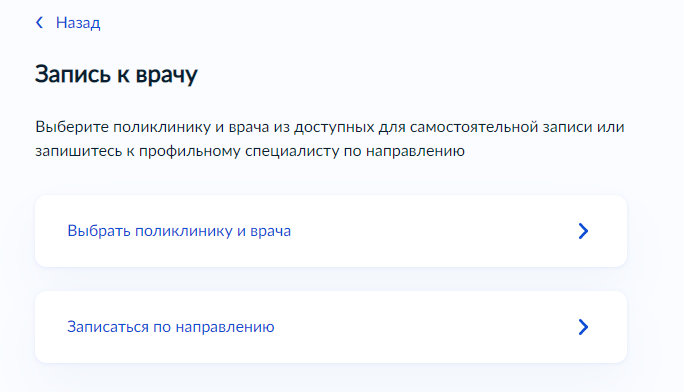 Назад
Запись к врачу
Выберите поликлинику и врача из доступных для самостоятельной записи или
запишитесь к профильному специалисту по направлению
Выбрать поликлинику и врача
Записаться по направлению